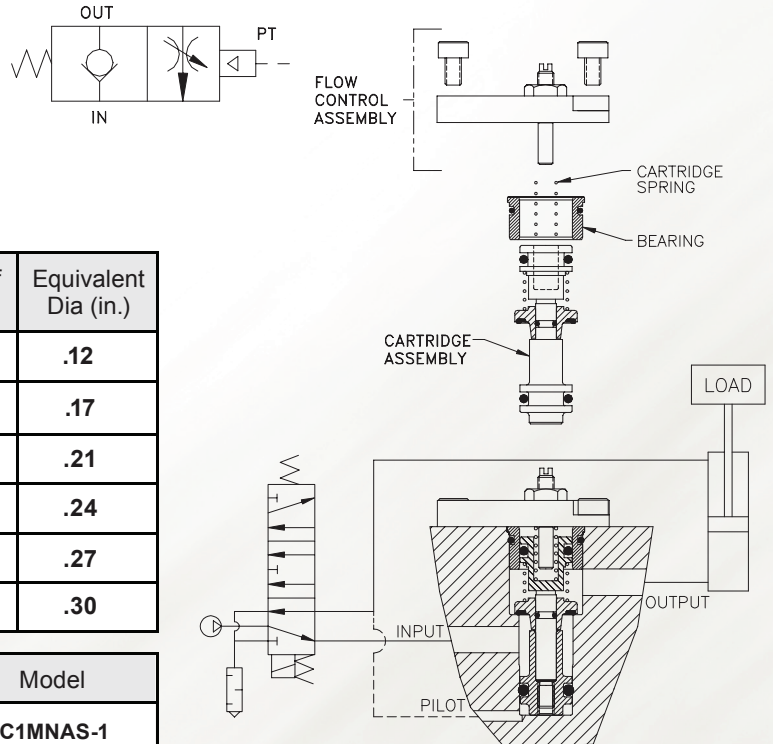 OUT
PT
IN
FLOW
CONTROL
ASSEMBLY
CARTRIDGE
SPRING
BEARING
CARTRIDGE
ASSEMBLY
Equivalent
Dia (in.)
.12
.17
.21
.24
.27
.30
Model
C1MNAS-1
LOAD
OUTPUT
INPUT
PILOT